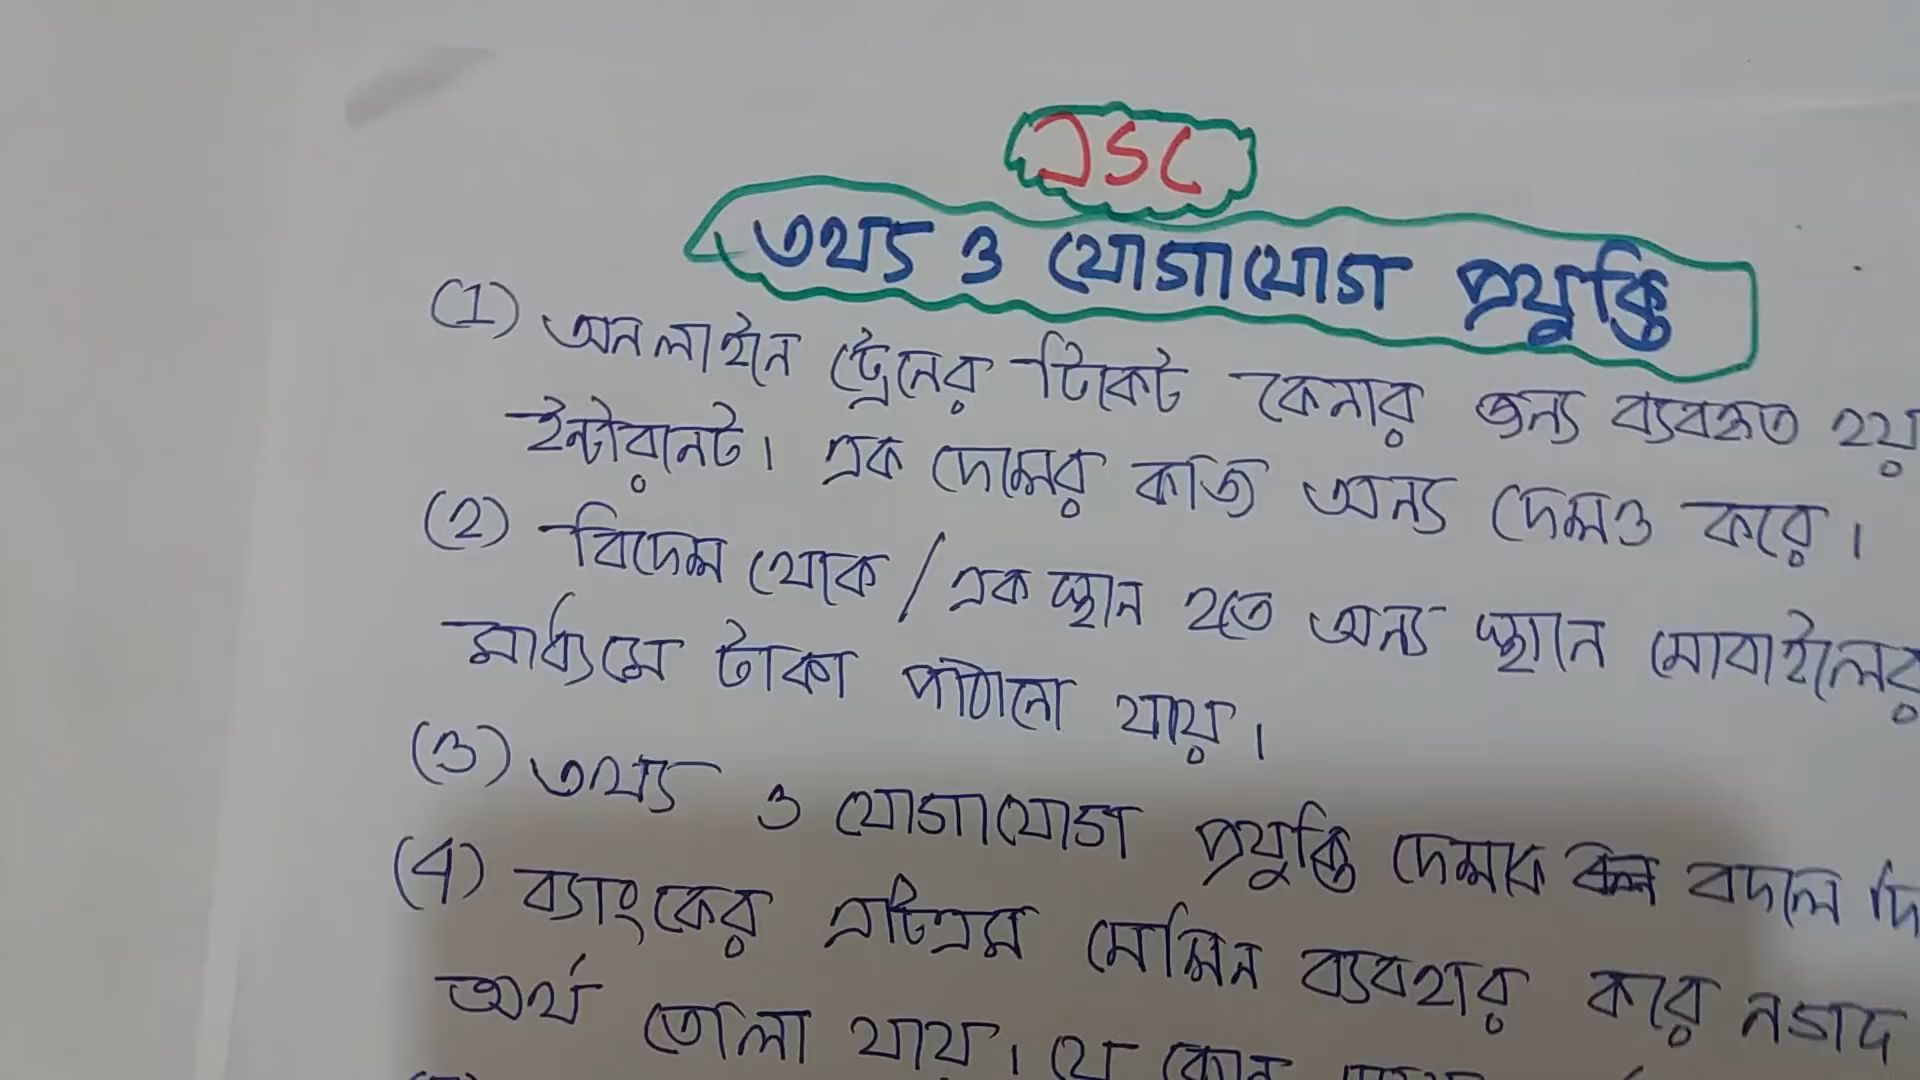 JSC
তথ্য ও যোগাযোগ প্রযুক্তি
(1) অনলাইনে ট্রেনের টিকেট কেনার জন্য ব্যবহৃত হয়
ইন্টারনেট। এক দেশের কাজ অন্য দেশও করে।
(2) বিদেশ থেকে / এক স্থান হতে অন্য স্থানে মোবাইলের
মাধ্যমে টাকা পাঠানো যায়।
(3) তথ্য ও যোগাযোগ প্রযুক্তি দেশকে বদলে দি
(4) ব্যাংকের এটিএম মেশিন ব্যবহার করে নগদ
অর্থ তোলা যায়। যে কোন